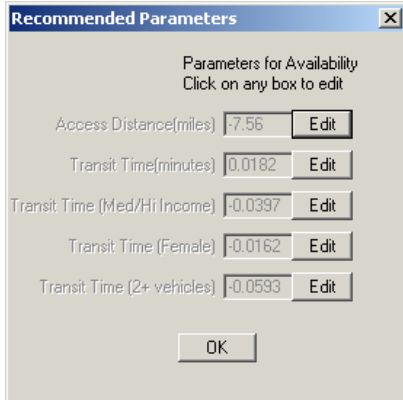 Recommended Parameters
Parameters for Availability
Click on any box to edit
Access Distance(miles) -7.56 Edit
Transit Time(minutes) 0.0182 Edit
Transit Time (Med/Hi Income) -0.0397 Edit
Transit Time (Female) -0.0162 Edit
Transit Time (2+ vehicles) -0.0593 Edit
OK